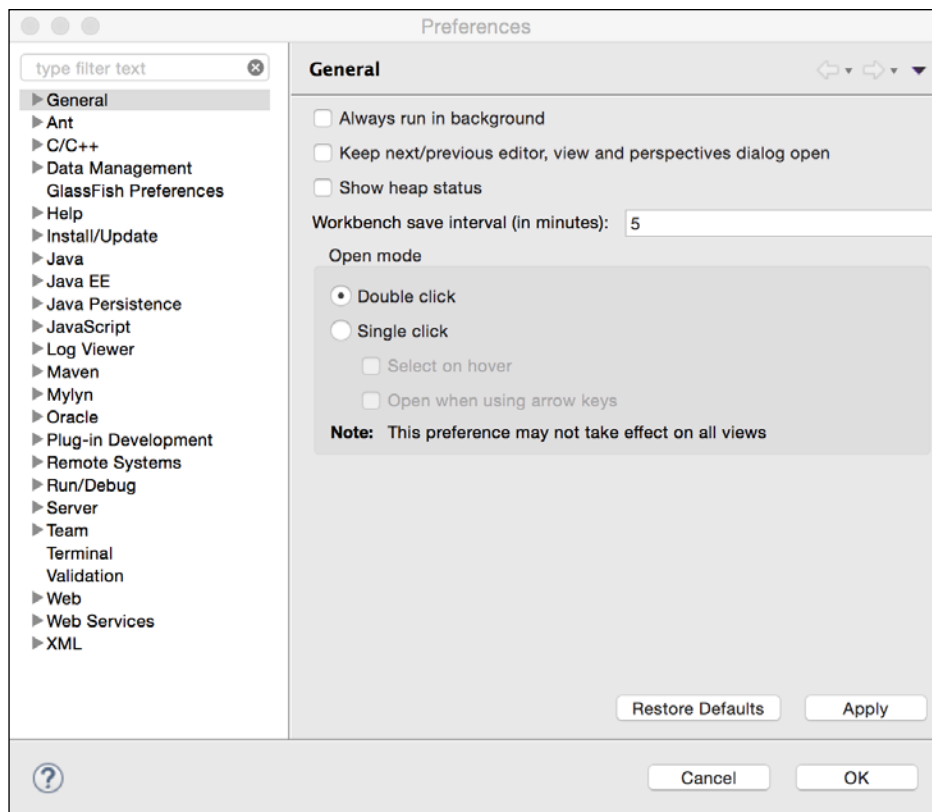 Preferences
type filter text
General
Ant
C/C++
Data Management
GlassFish Preferences
Help
Install/Update
Java
Java EE
Java Persistence
JavaScript
Log Viewer
Maven
Mylyn
Oracle
Plug-in Development
Remote Systems
Run/Debug
Server
Team
Terminal
Validation
Web
Web Services
XML
General
Always run in background
Keep next/previous editor, view and perspectives dialog open
Show heap status
Workbench save interval (in minutes): 5
Open mode
Double click
Single click
Select on hover
Open when using arrow keys
Note: This preference may not take effect on all views
Restore Defaults Apply
? Cancel OK